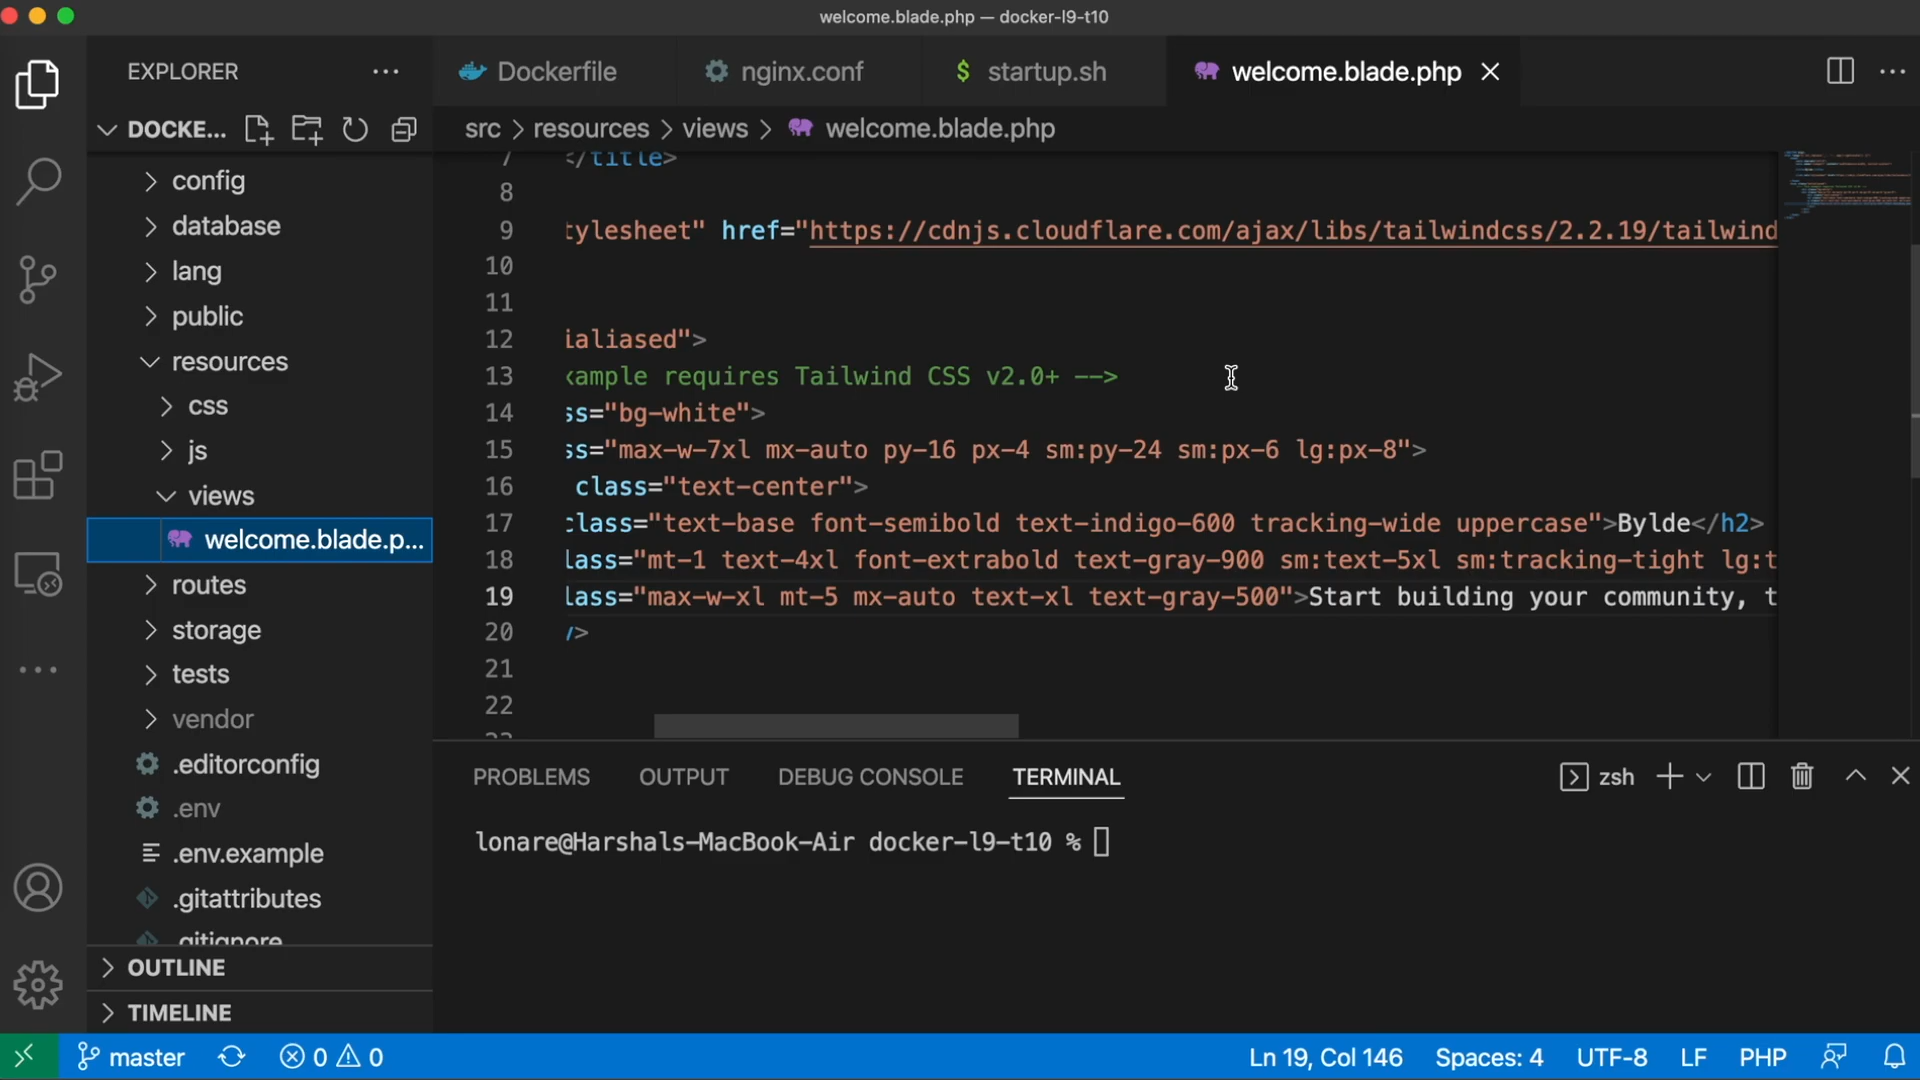 welcome.blade.php — docker-l9-t10
EXPLORER
DOCKE...
config
database
lang
public
resources
css
js
views
welcome.blade.p...
routes
storage
tests
vendor
.editorconfig
.env
.env.example
.gitattributes
.gitignore
OUTLINE
TIMELINE
Dockerfile
nginx.conf
$ startup.sh
welcome.blade.php
src > resources > views > welcome.blade.php
7 </title>
8
9 tylesheet" href="https://cdnjs.cloudflare.com/ajax/libs/tailwindcss/2.2.19/tailwind
10
11
12 ialiased">
13 xample requires Tailwind CSS v2.0+ -->
14 ss="bg-white">
15 ss="max-w-7xl mx-auto py-16 px-4 sm:py-24 sm:px-6 lg:px-8">
16 class="text-center">
17 class="text-base font-semibold text-indigo-600 tracking-wide uppercase">Bylde</h2>
18 lass="mt-1 text-4xl font-extrabold text-gray-900 sm:text-5xl sm:tracking-tight lg:t
19 lass="max-w-xl mt-5 mx-auto text-xl text-gray-500">Start building your community, t
20 />
21
22
23
PROBLEMS OUTPUT DEBUG CONSOLE TERMINAL
zsh
lonare@Harshals-MacBook-Air docker-l9-t10 %
master 0 0
Ln 19, Col 146 Spaces: 4 UTF-8 LF PHP